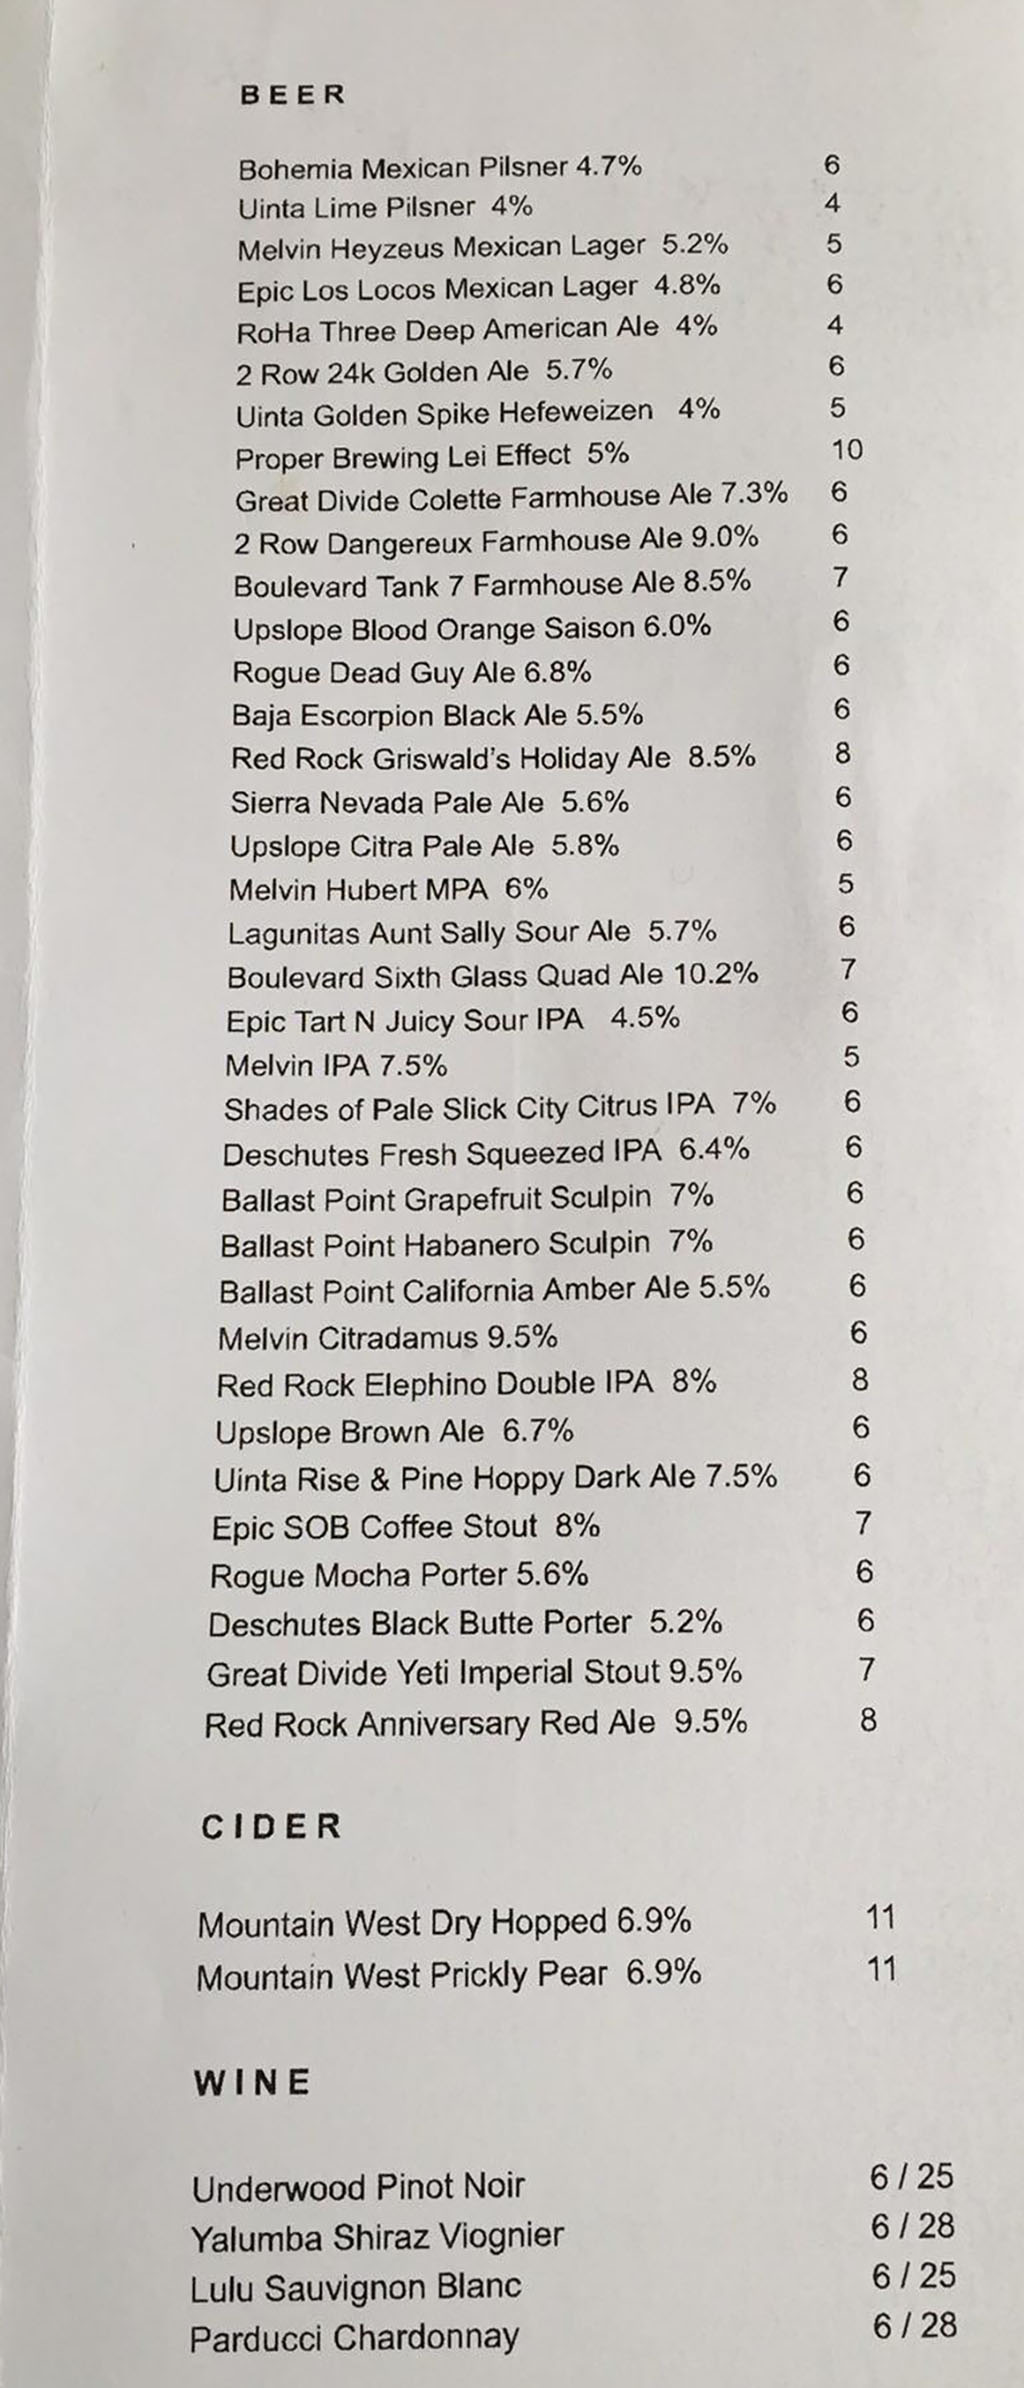 BEER
Bohemia Mexican Pilsner 4.7% 6
Uinta Lime Pilsner 4% 4
Melvin Heyzeus Mexican Lager 5.2% 5
Epic Los Locos Mexican Lager 4.8% 6
RoHa Three Deep American Ale 4% 4
2 Row 24k Golden Ale 5.7% 6
Uinta Golden Spike Hefeweizen 4% 5
Proper Brewing Lei Effect 5% 10
Great Divide Colette Farmhouse Ale 7.3% 6
2 Row Dangereux Farmhouse Ale 9.0% 6
Boulevard Tank 7 Farmhouse Ale 8.5% 7
Upslope Blood Orange Saison 6.0% 6
Rogue Dead Guy Ale 6.8% 6
Baja Escorpion Black Ale 5.5% 6
Red Rock Griswald's Holiday Ale 8.5% 8
Sierra Nevada Pale Ale 5.6% 6
Upslope Citra Pale Ale 5.8% 6
Melvin Hubert MPA 6% 5
Lagunitas Aunt Sally Sour Ale 5.7% 6
Boulevard Sixth Glass Quad Ale 10.2% 7
Epic Tart N Juicy Sour IPA 4.5% 6
Melvin IPA 7.5% 5
Shades of Pale Slick City Citrus IPA 7% 6
Deschutes Fresh Squeezed IPA 6.4% 6
Ballast Point Grapefruit Sculpin 7% 6
Ballast Point Habanero Sculpin 7% 6
Ballast Point California Amber Ale 5.5% 6
Melvin Citradamus 9.5% 6
Red Rock Elephino Double IPA 8% 8
Upslope Brown Ale 6.7% 6
Uinta Rise & Pine Hoppy Dark Ale 7.5% 6
Epic SOB Coffee Stout 8% 7
Rogue Mocha Porter 5.6% 6
Deschutes Black Butte Porter 5.2% 6
Great Divide Yeti Imperial Stout 9.5% 7
Red Rock Anniversary Red Ale 9.5% 8
CIDER
Mountain West Dry Hopped 6.9% 11
Mountain West Prickly Pear 6.9% 11
WINE
Underwood Pinot Noir 6 / 25
Yalumba Shiraz Viognier 6 / 28
Lulu Sauvignon Blanc 6 / 25
Parducci Chardonnay 6 / 28